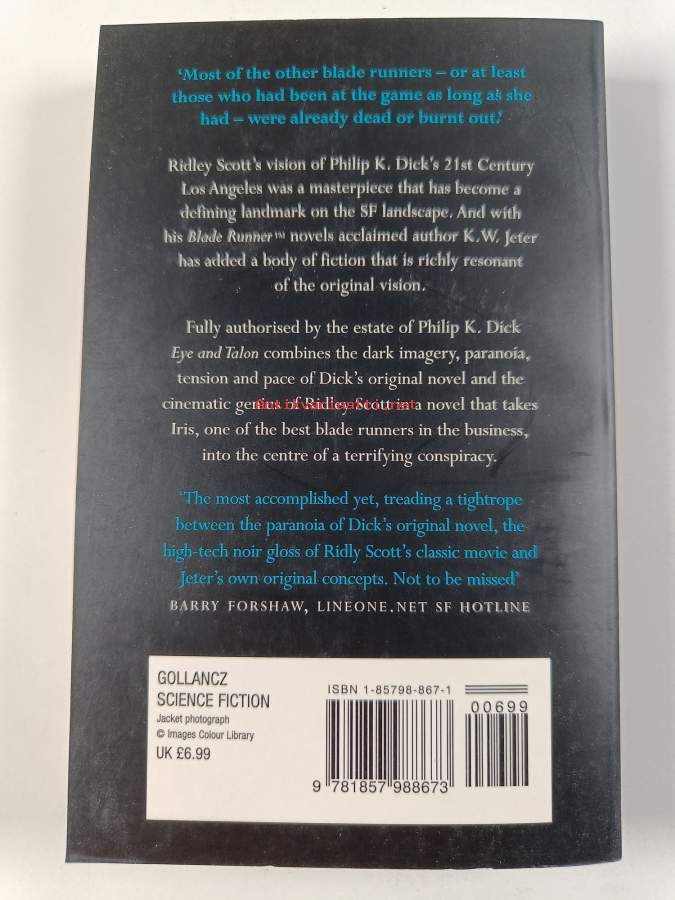 ‘Most of the other blade runners – or at least
those who had been at the game as long as she
had – were already dead or burnt out.’
Ridley Scott’s vision of Philip K. Dick’s 21st Century
Los Angeles was a masterpiece that has become a
defining landmark on the SF landscape. And with
his Blade Runner™ novels acclaimed author K.W. Jeter
has added a body of fiction that is richly resonant
of the original vision.
Fully authorised by the estate of Philip K. Dick
Eye and Talon combines the dark imagery, paranoia,
tension and pace of Dick’s original novel and the
cinematic genius of Ridley Scott in a novel that takes
Iris, one of the best blade runners in the business,
into the centre of a terrifying conspiracy.
‘The most accomplished yet, treading a tightrope
between the paranoia of Dick’s original novel, the
high-tech noir gloss of Ridly Scott’s classic movie and
Jeter’s own original concepts. Not to be missed’
BARRY FORSHAW, LINEONE.NET SF HOTLINE
GOLLANCZ
SCIENCE FICTION
Jacket photograph
© Images Colour Library
UK £6.99
ISBN 1-85798-867-1
00699
9 781857 988673